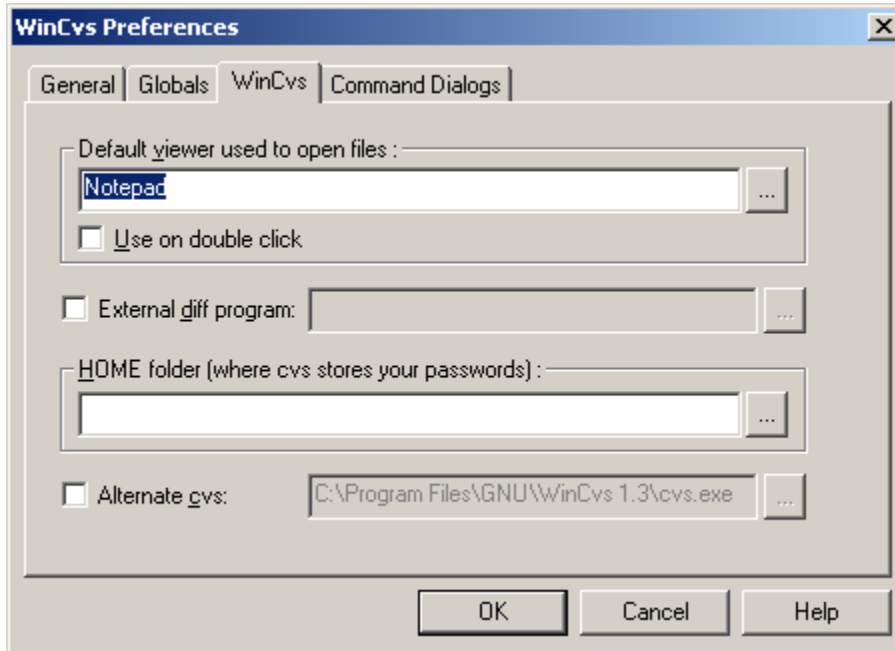 WinCvs Preferences
General Globals WinCvs Command Dialogs
Default viewer used to open files :
Notepad ...
Use on double click
External diff program: ...
HOME folder (where cvs stores your passwords) :
...
Alternate cvs: C:\Program Files\GNU\WinCvs 1.3\cvs.exe ...
OK Cancel Help